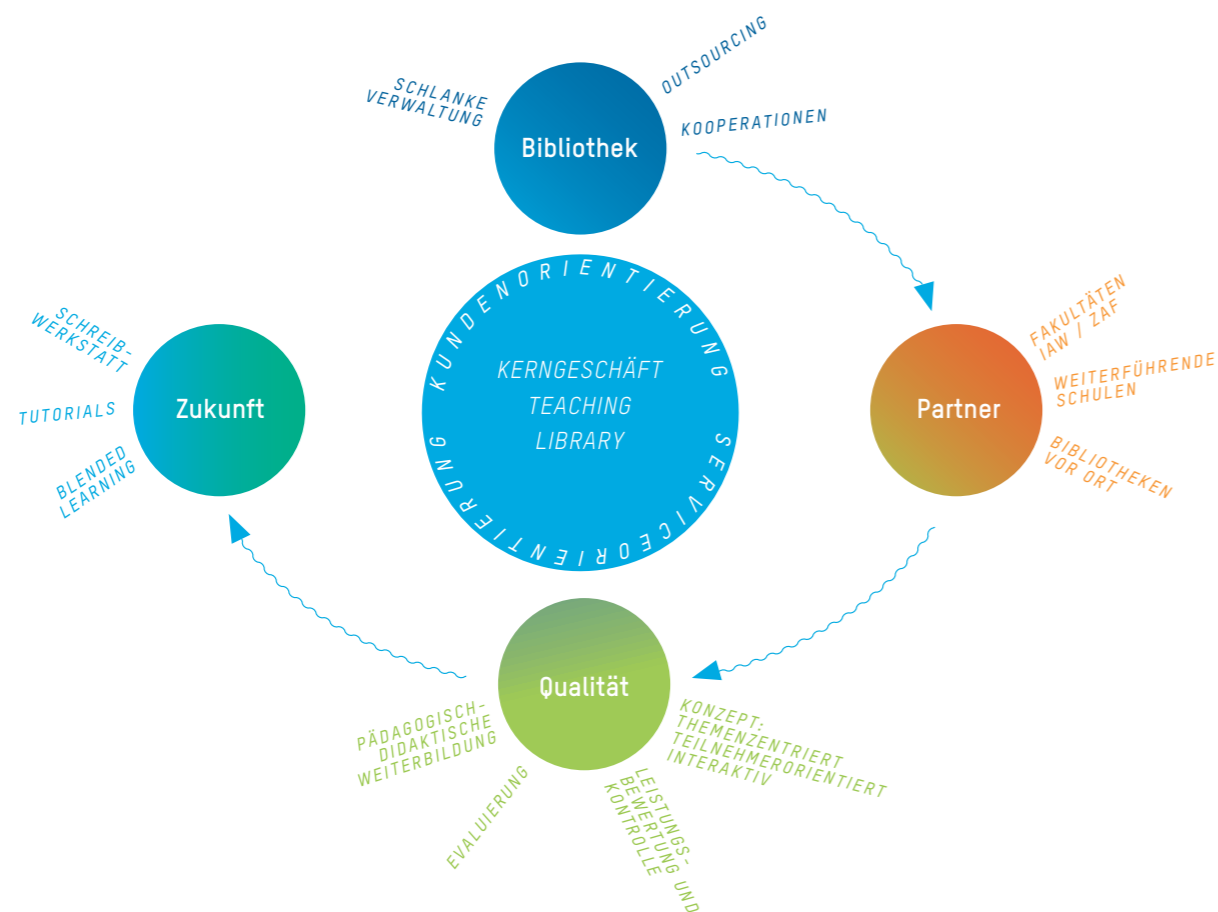 OUTSOURCING
SCHLANKE
VERWALTUNG
KOOPERATIONEN
Bibliothek
KUNDENORIENTIERUNG
SERVICEORIENTIERUNG
KERNGESCHÄFT
TEACHING
LIBRARY
FAKULTÄTEN
IAW / ZAF
WEITERFÜHRENDE
SCHULEN
BIBLIOTHEKEN
VOR ORT
Partner
SCHREIB-
WERKSTATT
TUTORIALS
BLENDED
LEARNING
Zukunft
Qualität
PÄDAGOGISCH-
DIDAKTISCHE
WEITERBILDUNG
EVALUIERUNG
LEISTUNGS-
BEWERTUNG UND
KONTROLLE
KONZEPT:
THEMENZENTRIERT
TEILNEHMERORIENTIERT
INTERAKTIV